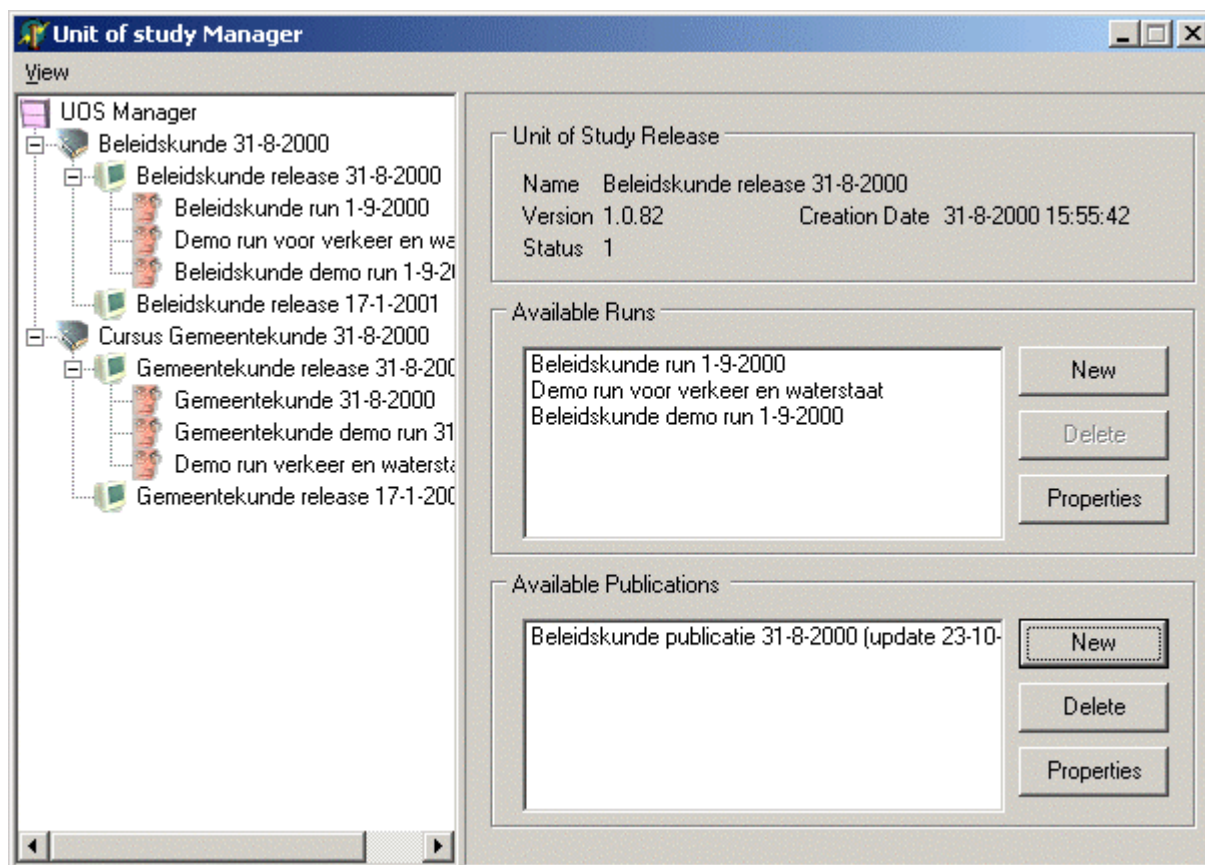 Unit of study Manager
View
UOS Manager
Beleidskunde 31-8-2000
Beleidskunde release 31-8-2000
Beleidskunde run 1-9-2000
Demo run voor verkeer en wa
Beleidskunde demo run 1-9-2
Beleidskunde release 17-1-2001
Cursus Gemeentekunde 31-8-2000
Gemeentekunde release 31-8-200
Gemeentekunde 31-8-2000
Gemeentekunde demo run 31
Demo run verkeer en waterst
Gemeentekunde release 17-1-200
Unit of Study Release
Name Beleidskunde release 31-8-2000
Version 1.0.82 Creation Date 31-8-2000 15:55:42
Status 1
Available Runs
Beleidskunde run 1-9-2000
Demo run voor verkeer en waterstaat
Beleidskunde demo run 1-9-2000
New
Delete
Properties
Available Publications
Beleidskunde publicatie 31-8-2000 (update 23-10-
New
Delete
Properties